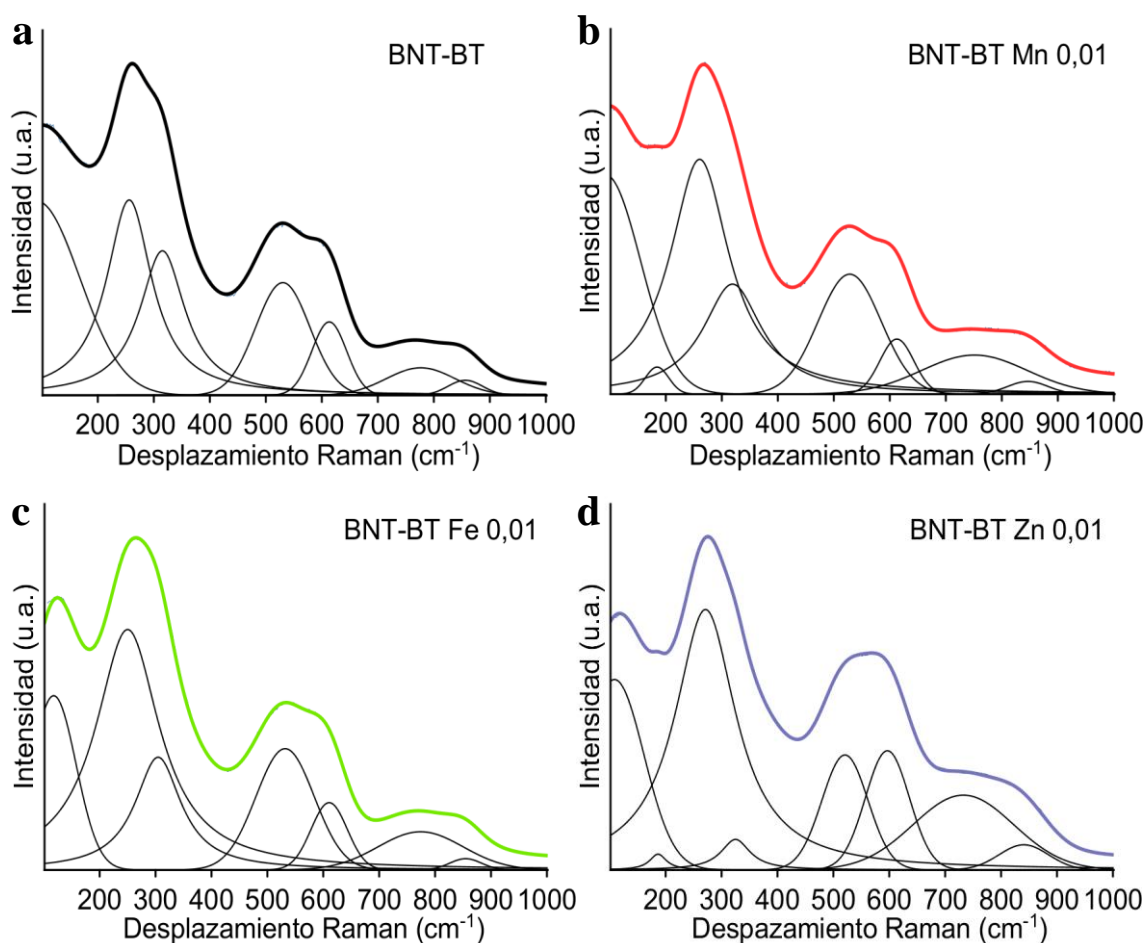 a
BNT-BT
Intensidad (u.a.)
200 300 400 500 600 700 800 900 1000
Desplazamiento Raman (cm⁻¹)
b
BNT-BT Mn 0,01
Intensidad (u.a.)
200 300 400 500 600 700 800 900 1000
Desplazamiento Raman (cm⁻¹)
c
BNT-BT Fe 0,01
Intensidad (u.a.)
200 300 400 500 600 700 800 900 1000
Desplazamiento Raman (cm⁻¹)
d
BNT-BT Zn 0,01
Intensidad (u.a.)
200 300 400 500 600 700 800 900 1000
Desplazamiento Raman (cm⁻¹)